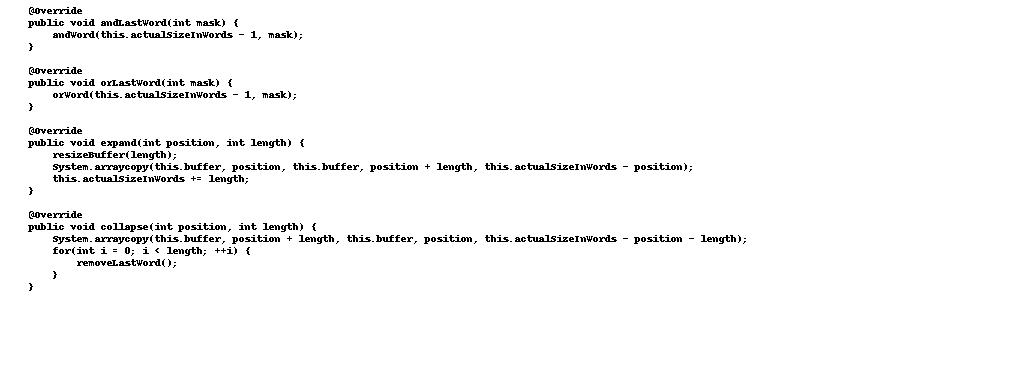 @Override
public void andLastWord(int mask) {
    andWord(this.actualSizeInWords - 1, mask);
}

@Override
public void orLastWord(int mask) {
    orWord(this.actualSizeInWords - 1, mask);
}

@Override
public void expand(int position, int length) {
    resizeBuffer(length);
    System.arraycopy(this.buffer, position, this.buffer, position + length, this.actualSizeInWords - position);
    this.actualSizeInWords += length;
}

@Override
public void collapse(int position, int length) {
    System.arraycopy(this.buffer, position + length, this.buffer, position, this.actualSizeInWords - position - length);
    for(int i = 0; i < length; ++i) {
        removeLastWord();
    }
}